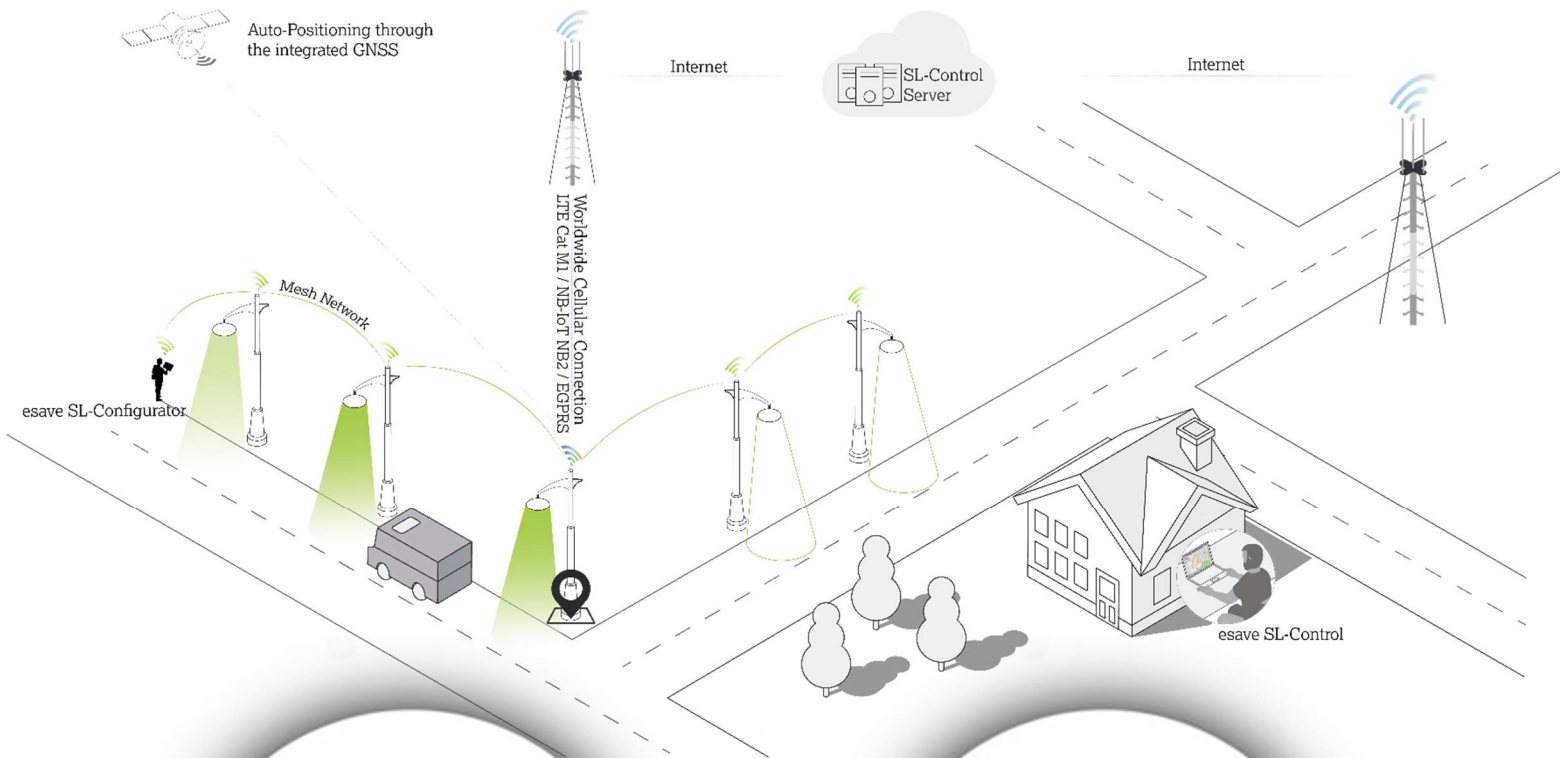 Auto-Positioning through
the integrated GNSS
Internet
SL-Control
Server
Internet
Worldwide Cellular Connection
LTE Cat M1 / NB-IoT NB2 / EGPRS
Mesh Network
esave SL-Configurator
esave SL-Control